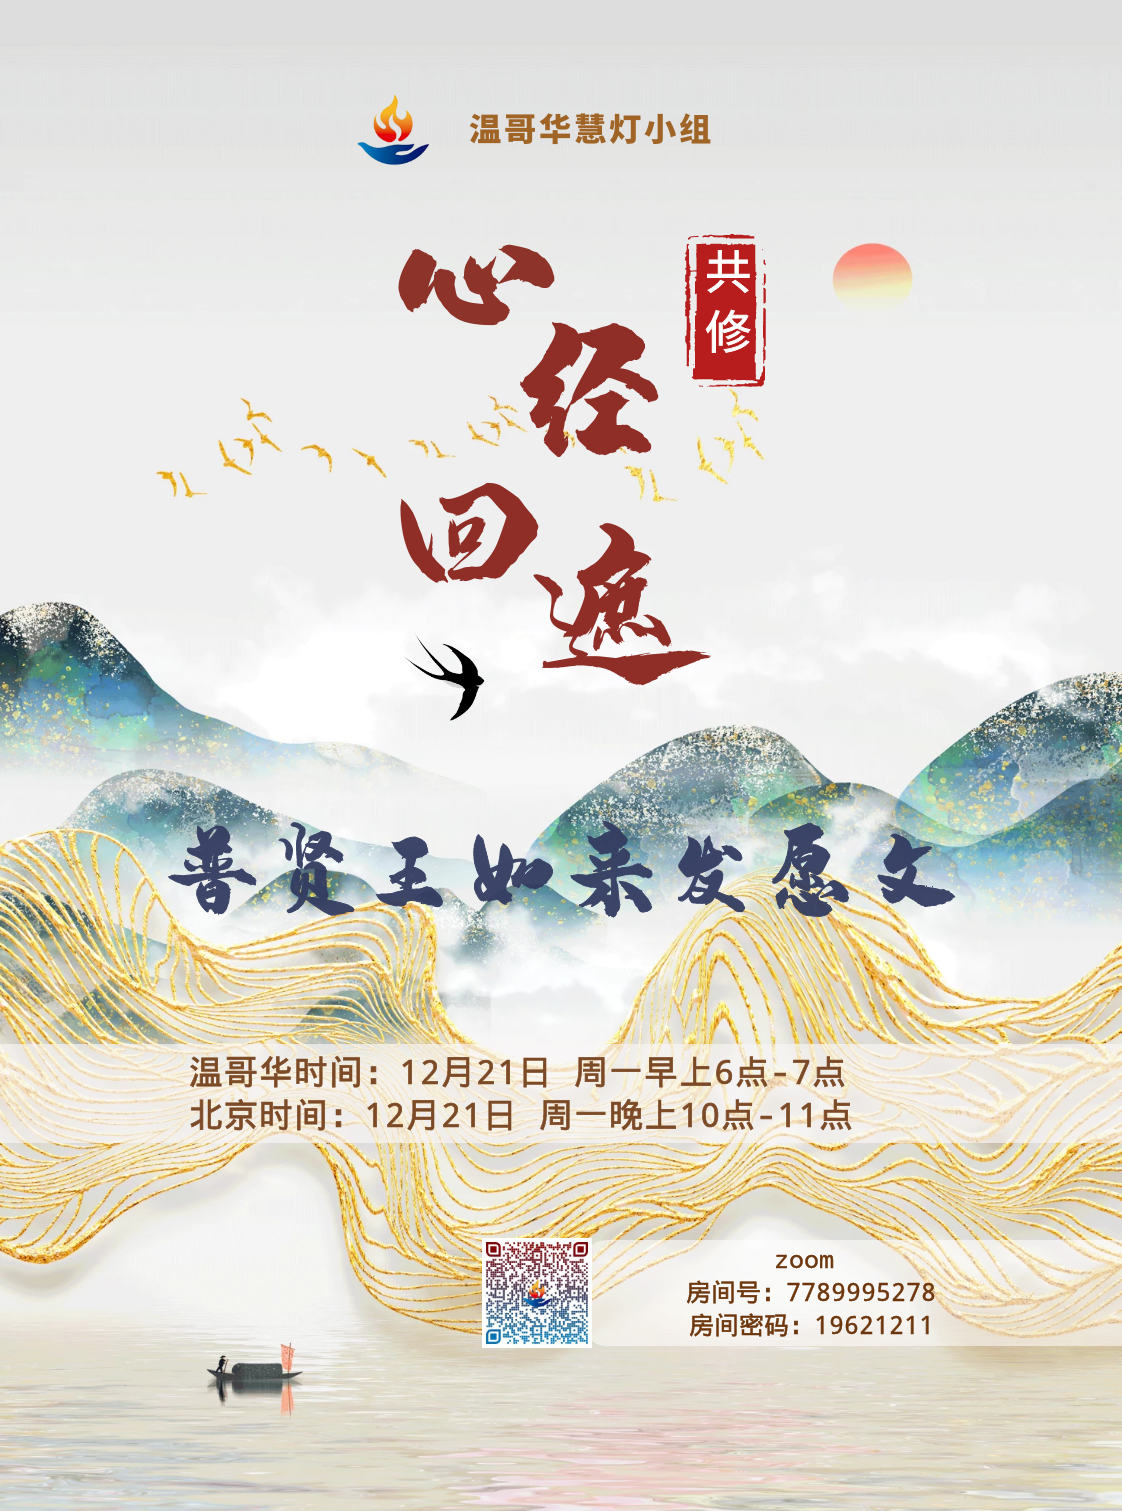 温哥华慧灯小组
心经回遮
共修
普贤王如来发愿文
温哥华时间：12月21日 周一早上6点-7点
北京时间：12月21日 周一晚上10点-11点
zoom
房间号：7789995278
房间密码：19621211